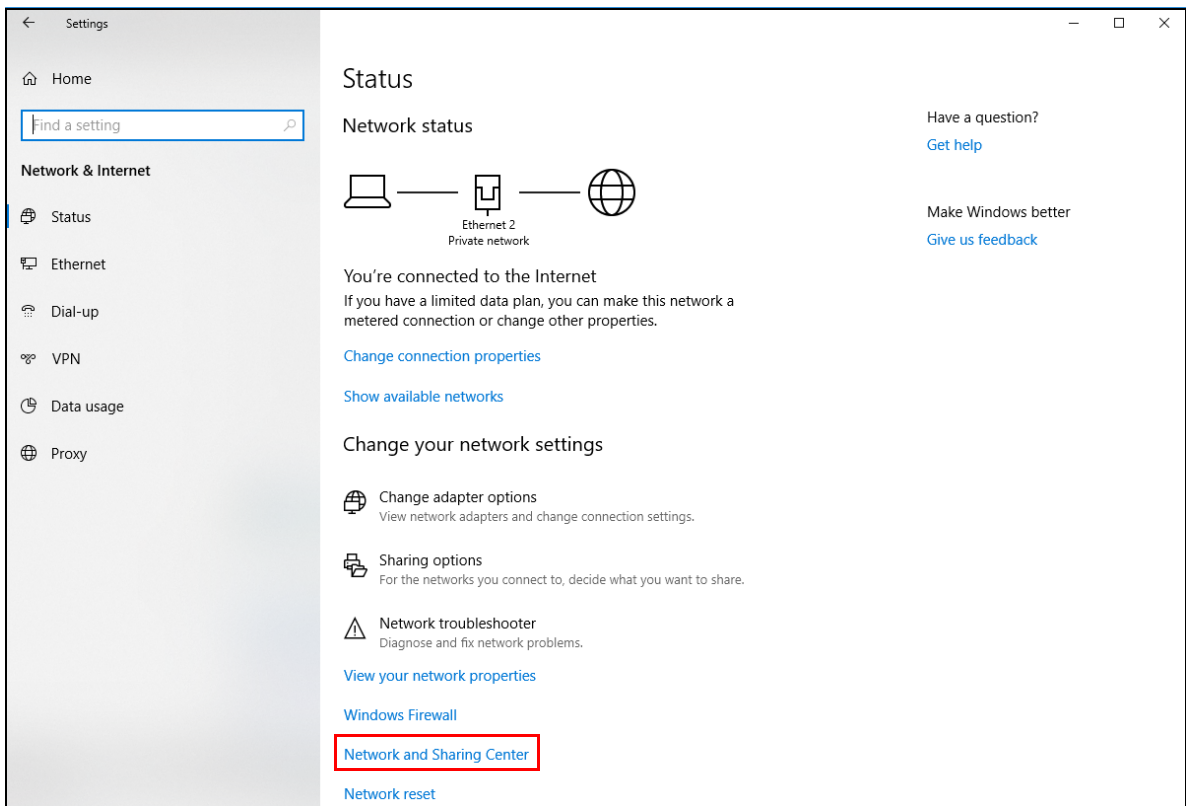 Settings
Home
Find a setting
Network & Internet
Status
Ethernet
Dial-up
VPN
Data usage
Proxy
Status
Network status
Ethernet 2
Private network
You're connected to the Internet
If you have a limited data plan, you can make this network a
metered connection or change other properties.
Change connection properties
Show available networks
Change your network settings
Change adapter options
View network adapters and change connection settings.
Sharing options
For the networks you connect to, decide what you want to share.
Network troubleshooter
Diagnose and fix network problems.
View your network properties
Windows Firewall
Network and Sharing Center
Network reset
Have a question?
Get help
Make Windows better
Give us feedback